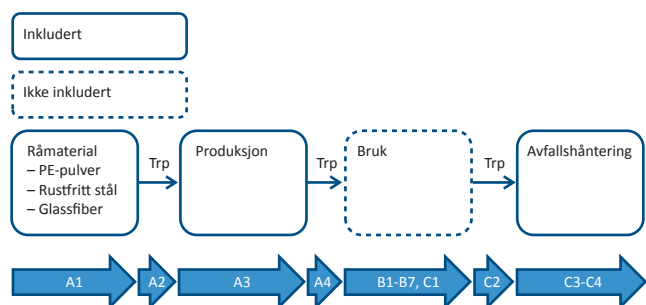 Inkludert
Ikke inkludert
Råmaterial
– PE-pulver
– Rustfritt stål
– Glassfiber
Trp
Produksjon
Trp
Bruk
Trp
Avfallshåntering
A1
A2
A3
A4
B1-B7, C1
C2
C3-C4